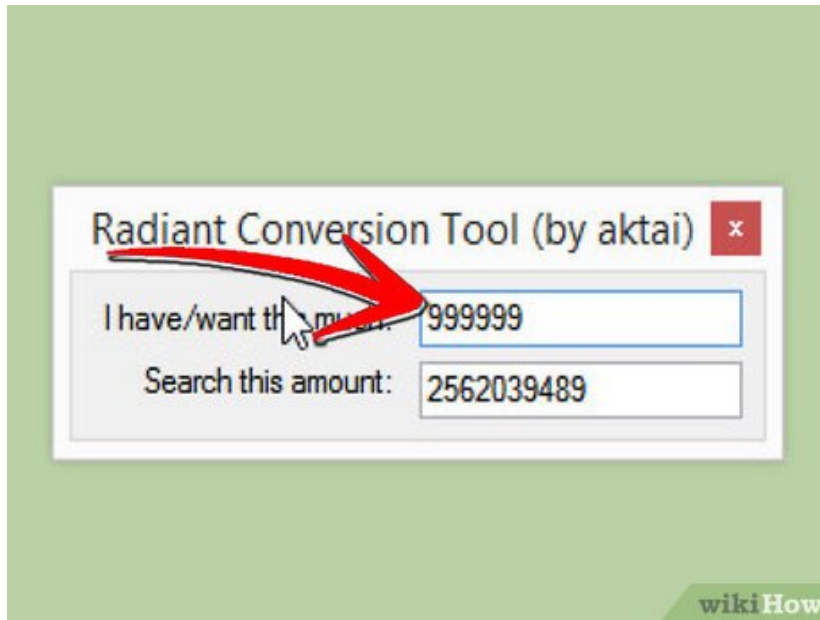 Radiant Conversion Tool (by aktai)
x
I have/want 999999
Search this amount: 2562039489
wikiHow